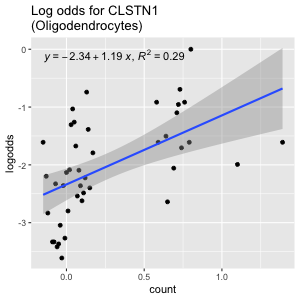 Log odds for CLSTN1
(Oligodendrocytes)
y = −2.34 + 1.19 x, R² = 0.29
0
-1
-2
-3
logodds
0.0 0.5 1.0
count